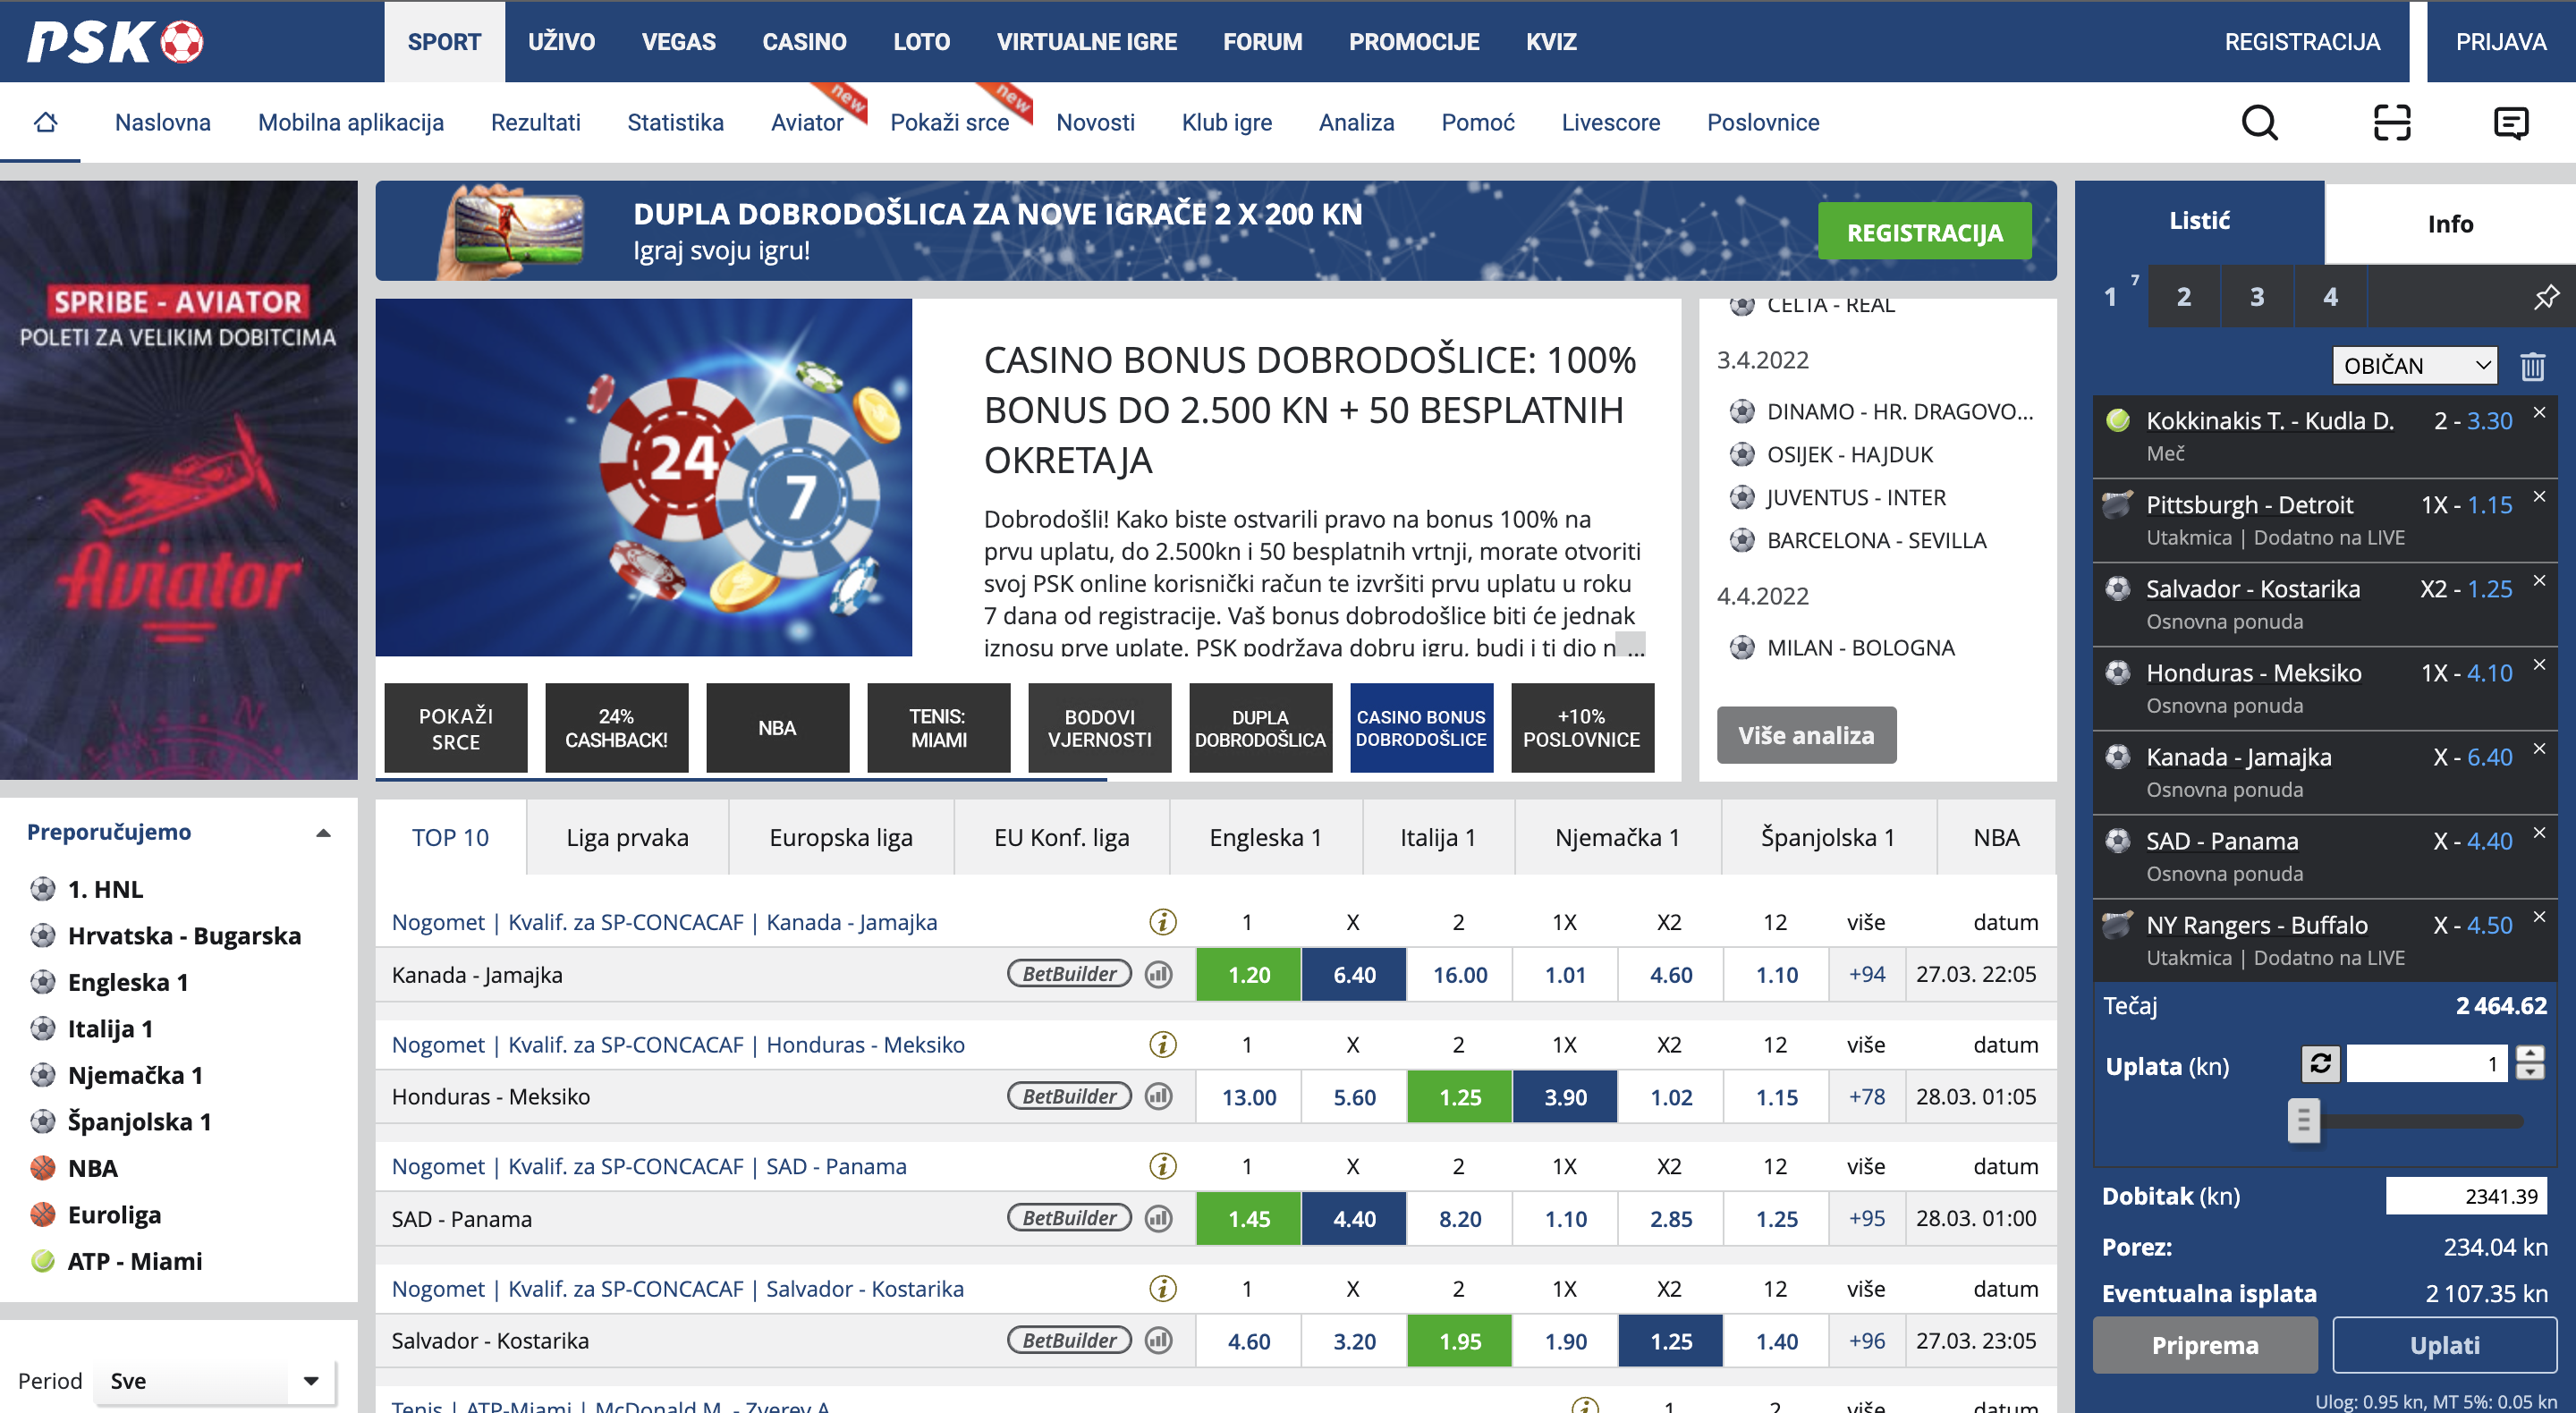 PSK
SPORT UŽIVO VEGAS CASINO LOTO VIRTUALNE IGRE FORUM PROMOCIJE KVIZ REGISTRACIJA PRIJAVA
Naslovna Mobilna aplikacija Rezultati Statistika Aviator new Pokaži srce new Novosti Klub igre Analiza Pomoć Livescore Poslovnice
SPRIBE - AVIATOR
POLETI ZA VELIKIM DOBITCIMA
Aviator
DUPLA DOBRODOŠLICA ZA NOVE IGRAČE 2 X 200 KN
Igraj svoju igru!
REGISTRACIJA
24
7
CASINO BONUS DOBRODOŠLICE: 100%
BONUS DO 2.500 KN + 50 BESPLATNIH
OKRETAJA
Dobrodošli! Kako biste ostvarili pravo na bonus 100% na
prvu uplatu, do 2.500kn i 50 besplatnih vrtnji, morate otvoriti
svoj PSK online korisnički račun te izvršiti prvu uplatu u roku
7 dana od registracije. Vaš bonus dobrodošlice biti će jednak
iznosu prve uplate. PSK podržava dobru igru, budi i ti dio n ...
CELTA - REAL
3.4.2022
DINAMO - HR. DRAGOVO...
OSIJEK - HAJDUK
JUVENTUS - INTER
BARCELONA - SEVILLA
4.4.2022
MILAN - BOLOGNA
Više analiza
POKAŽI
SRCE
24%
CASHBACK!
NBA
TENIS:
MIAMI
BODOVI
VJERNOSTI
DUPLA
DOBRODOŠLICA
CASINO BONUS
DOBRODOŠLICE
+10%
POSLOVNICE
Preporučujemo
1. HNL
Hrvatska - Bugarska
Engleska 1
Italija 1
Njemačka 1
Španjolska 1
NBA
Euroliga
ATP - Miami
Period Sve
TOP 10 Liga prvaka Europska liga EU Konf. liga Engleska 1 Italija 1 Njemačka 1 Španjolska 1 NBA
Nogomet | Kvalif. za SP-CONCACAF | Kanada - Jamajka i 1 X 2 1X X2 12 više datum
Kanada - Jamajka BetBuilder 1.20 6.40 16.00 1.01 4.60 1.10 +94 27.03. 22:05
Nogomet | Kvalif. za SP-CONCACAF | Honduras - Meksiko i 1 X 2 1X X2 12 više datum
Honduras - Meksiko BetBuilder 13.00 5.60 1.25 3.90 1.02 1.15 +78 28.03. 01:05
Nogomet | Kvalif. za SP-CONCACAF | SAD - Panama i 1 X 2 1X X2 12 više datum
SAD - Panama BetBuilder 1.45 4.40 8.20 1.10 2.85 1.25 +95 28.03. 01:00
Nogomet | Kvalif. za SP-CONCACAF | Salvador - Kostarika i 1 X 2 1X X2 12 više datum
Salvador - Kostarika BetBuilder 4.60 3.20 1.95 1.90 1.25 1.40 +96 27.03. 23:05
Tenis | ATP-Miami | McDonald M. - Zverev A. i 1 2 više datum
Listić Info
1 7 2 3 4
OBIČAN
Kokkinakis T. - Kudla D. 2 - 3.30
Meč
Pittsburgh - Detroit 1X - 1.15
Utakmica | Dodatno na LIVE
Salvador - Kostarika X2 - 1.25
Osnovna ponuda
Honduras - Meksiko 1X - 4.10
Osnovna ponuda
Kanada - Jamajka X - 6.40
Osnovna ponuda
SAD - Panama X - 4.40
Osnovna ponuda
NY Rangers - Buffalo X - 4.50
Utakmica | Dodatno na LIVE
Tečaj 2 464.62
Uplata (kn) 1
Dobitak (kn) 2341.39
Porez: 234.04 kn
Eventualna isplata 2 107.35 kn
Priprema Uplati
Ulog: 0.95 kn, MT 5%: 0.05 kn